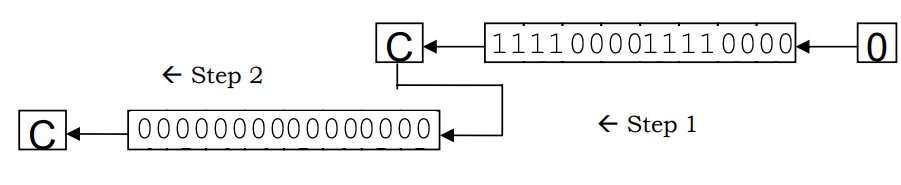 C 1111000011110000 0
← Step 2
C 0000000000000000
← Step 1